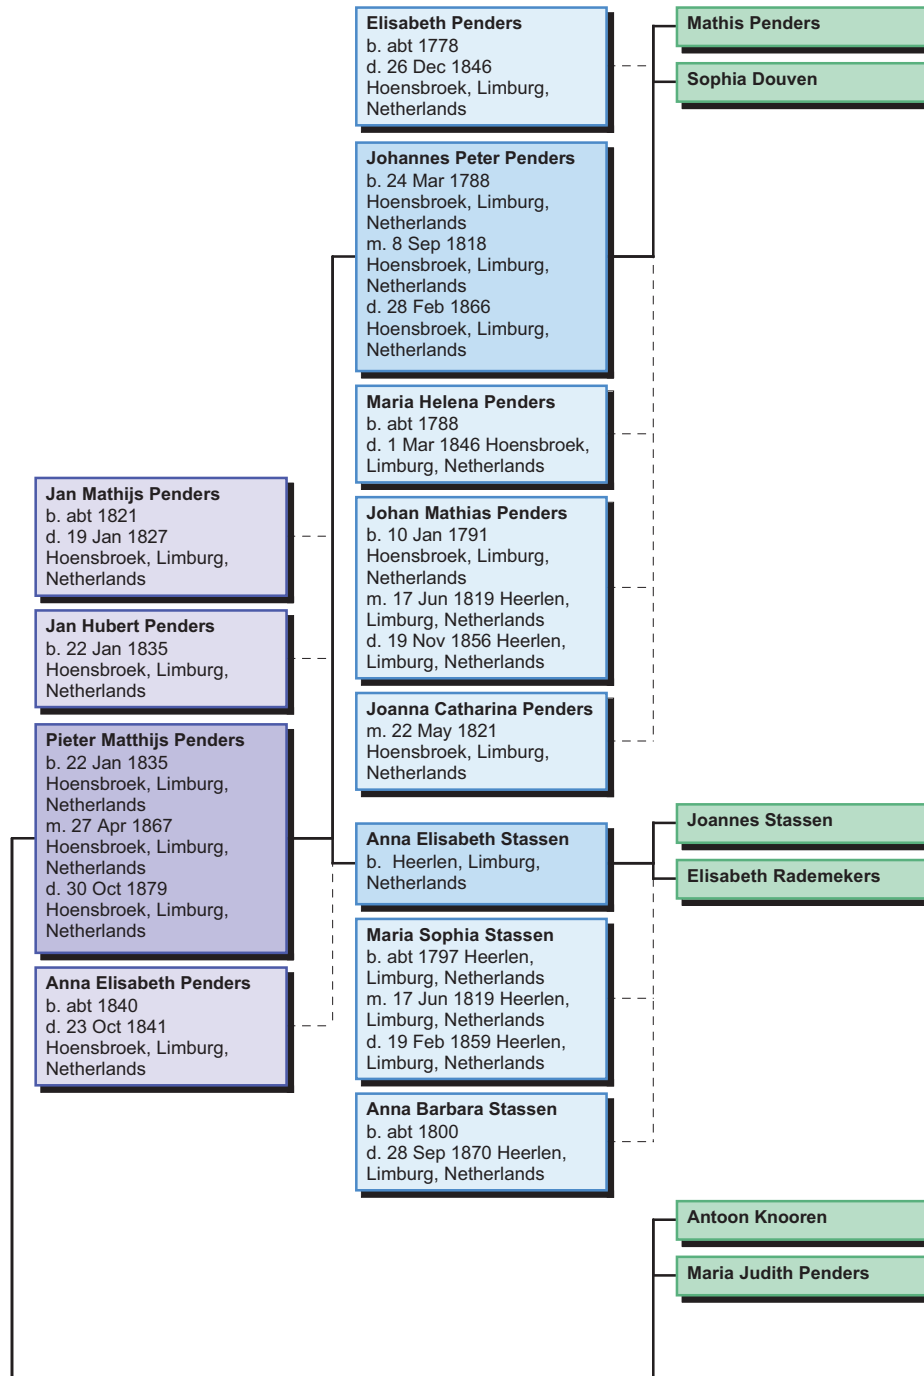 Elisabeth Penders
b. abt 1778
d. 26 Dec 1846
Hoensbroek, Limburg,
Netherlands
Mathis Penders
Sophia Douven
Johannes Peter Penders
b. 24 Mar 1788
Hoensbroek, Limburg,
Netherlands
m. 8 Sep 1818
Hoensbroek, Limburg,
Netherlands
d. 28 Feb 1866
Hoensbroek, Limburg,
Netherlands
Maria Helena Penders
b. abt 1788
d. 1 Mar 1846 Hoensbroek,
Limburg, Netherlands
Jan Mathijs Penders
b. abt 1821
d. 19 Jan 1827
Hoensbroek, Limburg,
Netherlands
Johan Mathias Penders
b. 10 Jan 1791
Hoensbroek, Limburg,
Netherlands
m. 17 Jun 1819 Heerlen,
Limburg, Netherlands
d. 19 Nov 1856 Heerlen,
Limburg, Netherlands
Jan Hubert Penders
b. 22 Jan 1835
Hoensbroek, Limburg,
Netherlands
Joanna Catharina Penders
m. 22 May 1821
Hoensbroek, Limburg,
Netherlands
Pieter Matthijs Penders
b. 22 Jan 1835
Hoensbroek, Limburg,
Netherlands
m. 27 Apr 1867
Hoensbroek, Limburg,
Netherlands
d. 30 Oct 1879
Hoensbroek, Limburg,
Netherlands
Anna Elisabeth Stassen
b.  Heerlen, Limburg,
Netherlands
Joannes Stassen
Elisabeth Rademekers
Maria Sophia Stassen
b. abt 1797 Heerlen,
Limburg, Netherlands
m. 17 Jun 1819 Heerlen,
Limburg, Netherlands
d. 19 Feb 1859 Heerlen,
Limburg, Netherlands
Anna Elisabeth Penders
b. abt 1840
d. 23 Oct 1841
Hoensbroek, Limburg,
Netherlands
Anna Barbara Stassen
b. abt 1800
d. 28 Sep 1870 Heerlen,
Limburg, Netherlands
Antoon Knooren
Maria Judith Penders